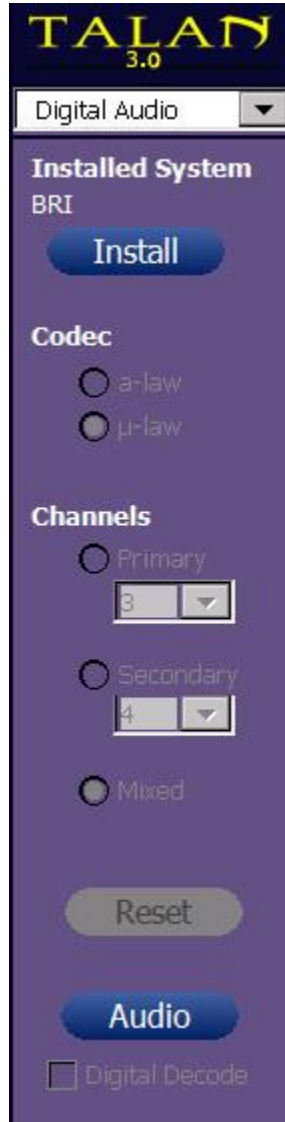 TALAN
3.0
Digital Audio
Installed System
BRI
Install
Codec
a-law
µ-law
Channels
Primary
3
Secondary
4
Mixed
Reset
Audio
Digital Decode